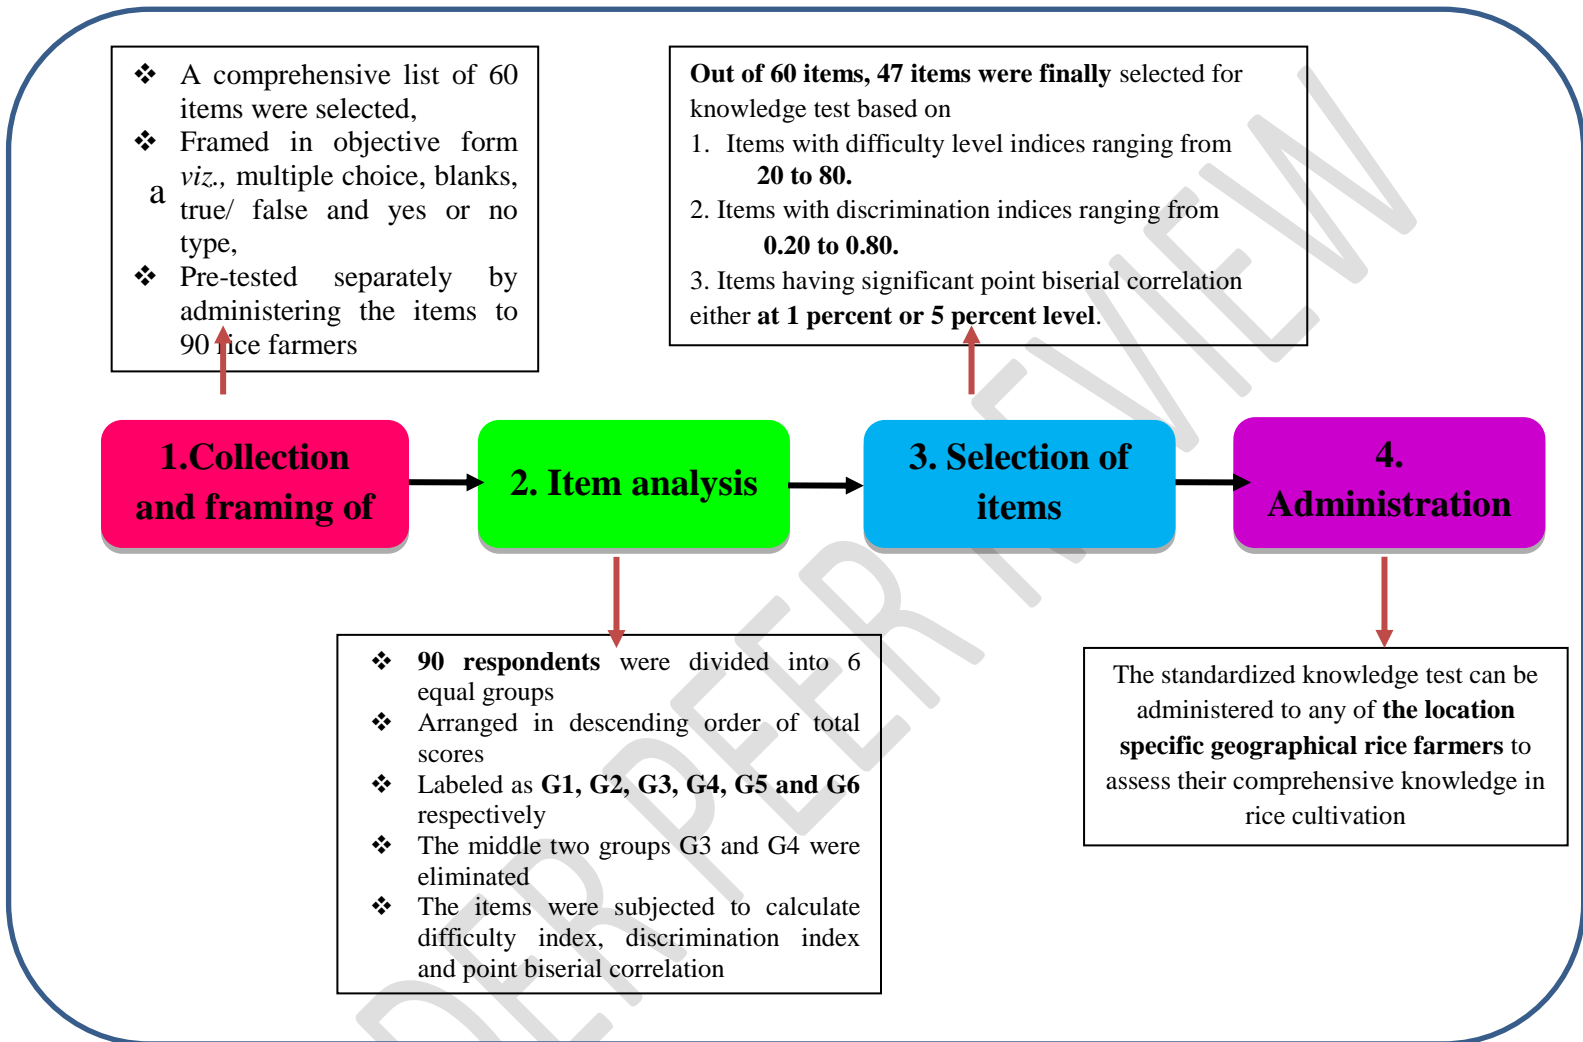 ❖ A comprehensive list of 60
items were selected,
❖ Framed in objective form
viz., multiple choice, blanks,
a
true/ false and yes or no
type,
❖ Pre-tested separately by
administering the items to
90 rice farmers
Out of 60 items, 47 items were finally selected for
knowledge test based on
1. Items with difficulty level indices ranging from
20 to 80.
2. Items with discrimination indices ranging from
0.20 to 0.80.
3. Items having significant point biserial correlation
either at 1 percent or 5 percent level.
1.Collection
and framing of
2. Item analysis
3. Selection of
items
4.
Administration
❖ 90 respondents were divided into 6
equal groups
❖ Arranged in descending order of total
scores
❖ Labeled as G1, G2, G3, G4, G5 and G6
respectively
❖ The middle two groups G3 and G4 were
eliminated
❖ The items were subjected to calculate
difficulty index, discrimination index
and point biserial correlation
The standardized knowledge test can be
administered to any of the location
specific geographical rice farmers to
assess their comprehensive knowledge in
rice cultivation
DER PEER REVIEW